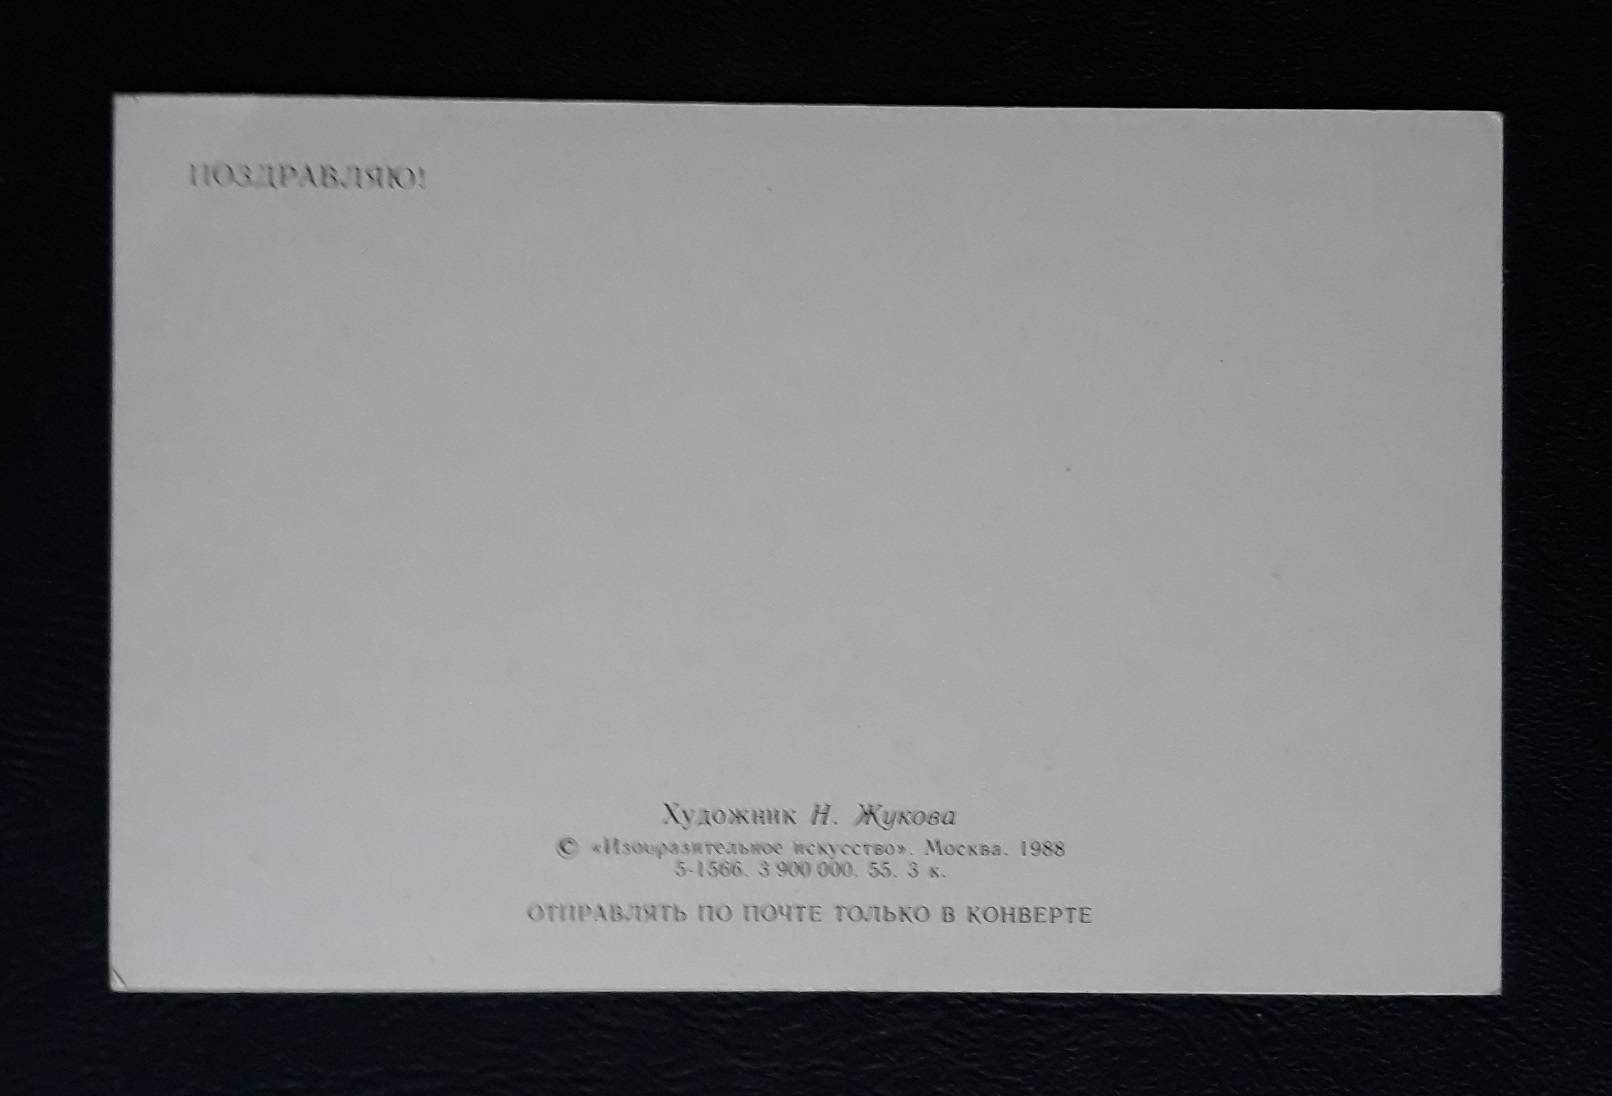 ПОЗДРАВЛЯЮ!
Художник Н. Жукова
© «Изобразительное искусство». Москва. 1988
5-1566. 3 900 000. 55. 3 к.
ОТПРАВЛЯТЬ ПО ПОЧТЕ ТОЛЬКО В КОНВЕРТЕ